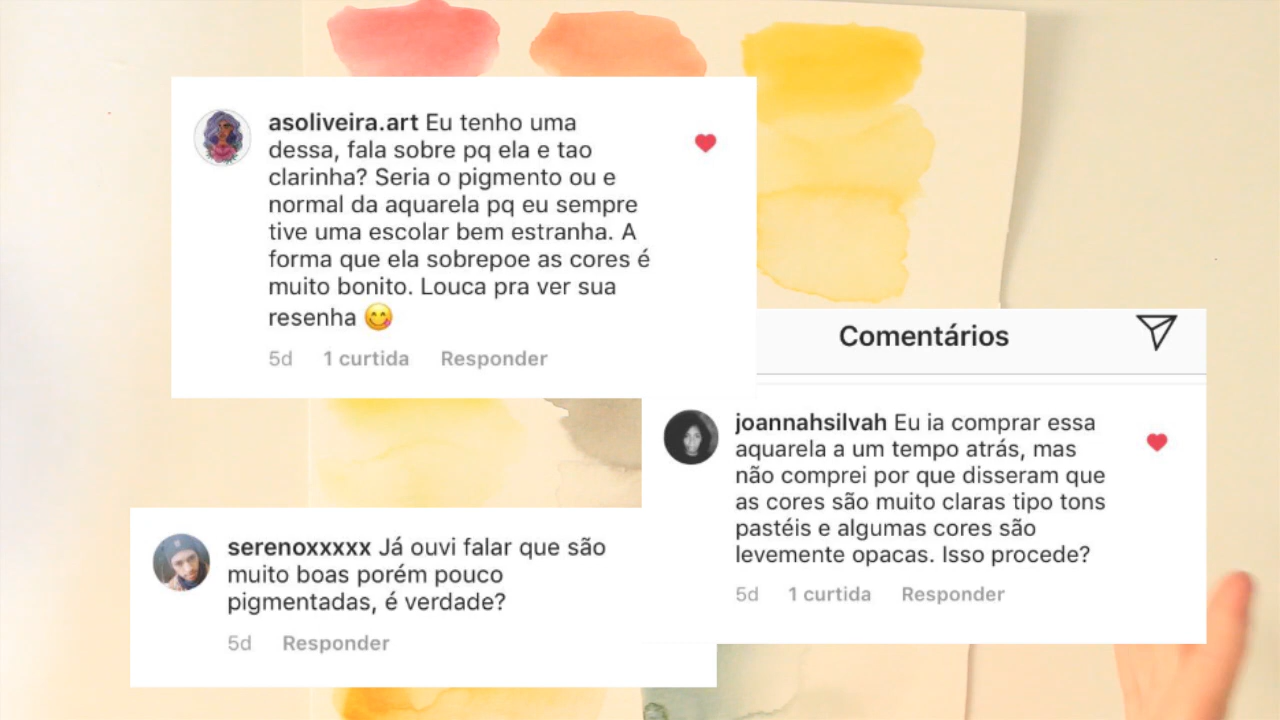 asoliveira.art Eu tenho uma
dessa, fala sobre pq ela e tao
clarinha? Seria o pigmento ou e
normal da aquarela pq eu sempre
tive uma escolar bem estranha. A
forma que ela sobrepoe as cores é
muito bonito. Louca pra ver sua
resenha 😋
5d 1 curtida Responder
Comentários
joannahsilvah Eu ia comprar essa
aquarela a um tempo atrás, mas
não comprei por que disseram que
as cores são muito claras tipo tons
pastéis e algumas cores são
levemente opacas. Isso procede?
5d 1 curtida Responder
serenoxxxxx Já ouvi falar que são
muito boas porém pouco
pigmentadas, é verdade?
5d Responder